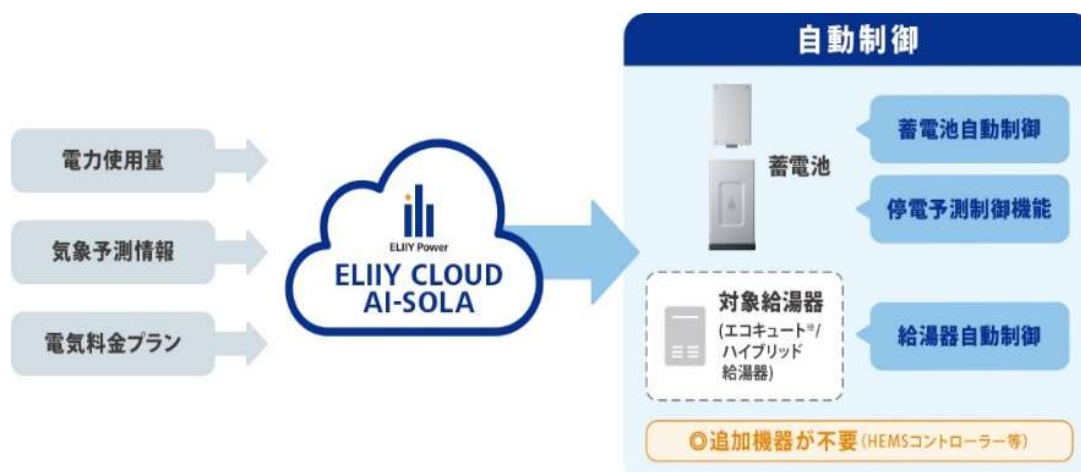 自動制御
電力使用量
気象予測情報
電気料金プラン
ELIIY Power
ELIIY CLOUD
AI-SOLA
蓄電池
蓄電池自動制御
停電予測制御機能
対象給湯器
(エコキュート※/
ハイブリッド
給湯器)
給湯器自動制御
◎追加機器が不要(HEMSコントローラー等)